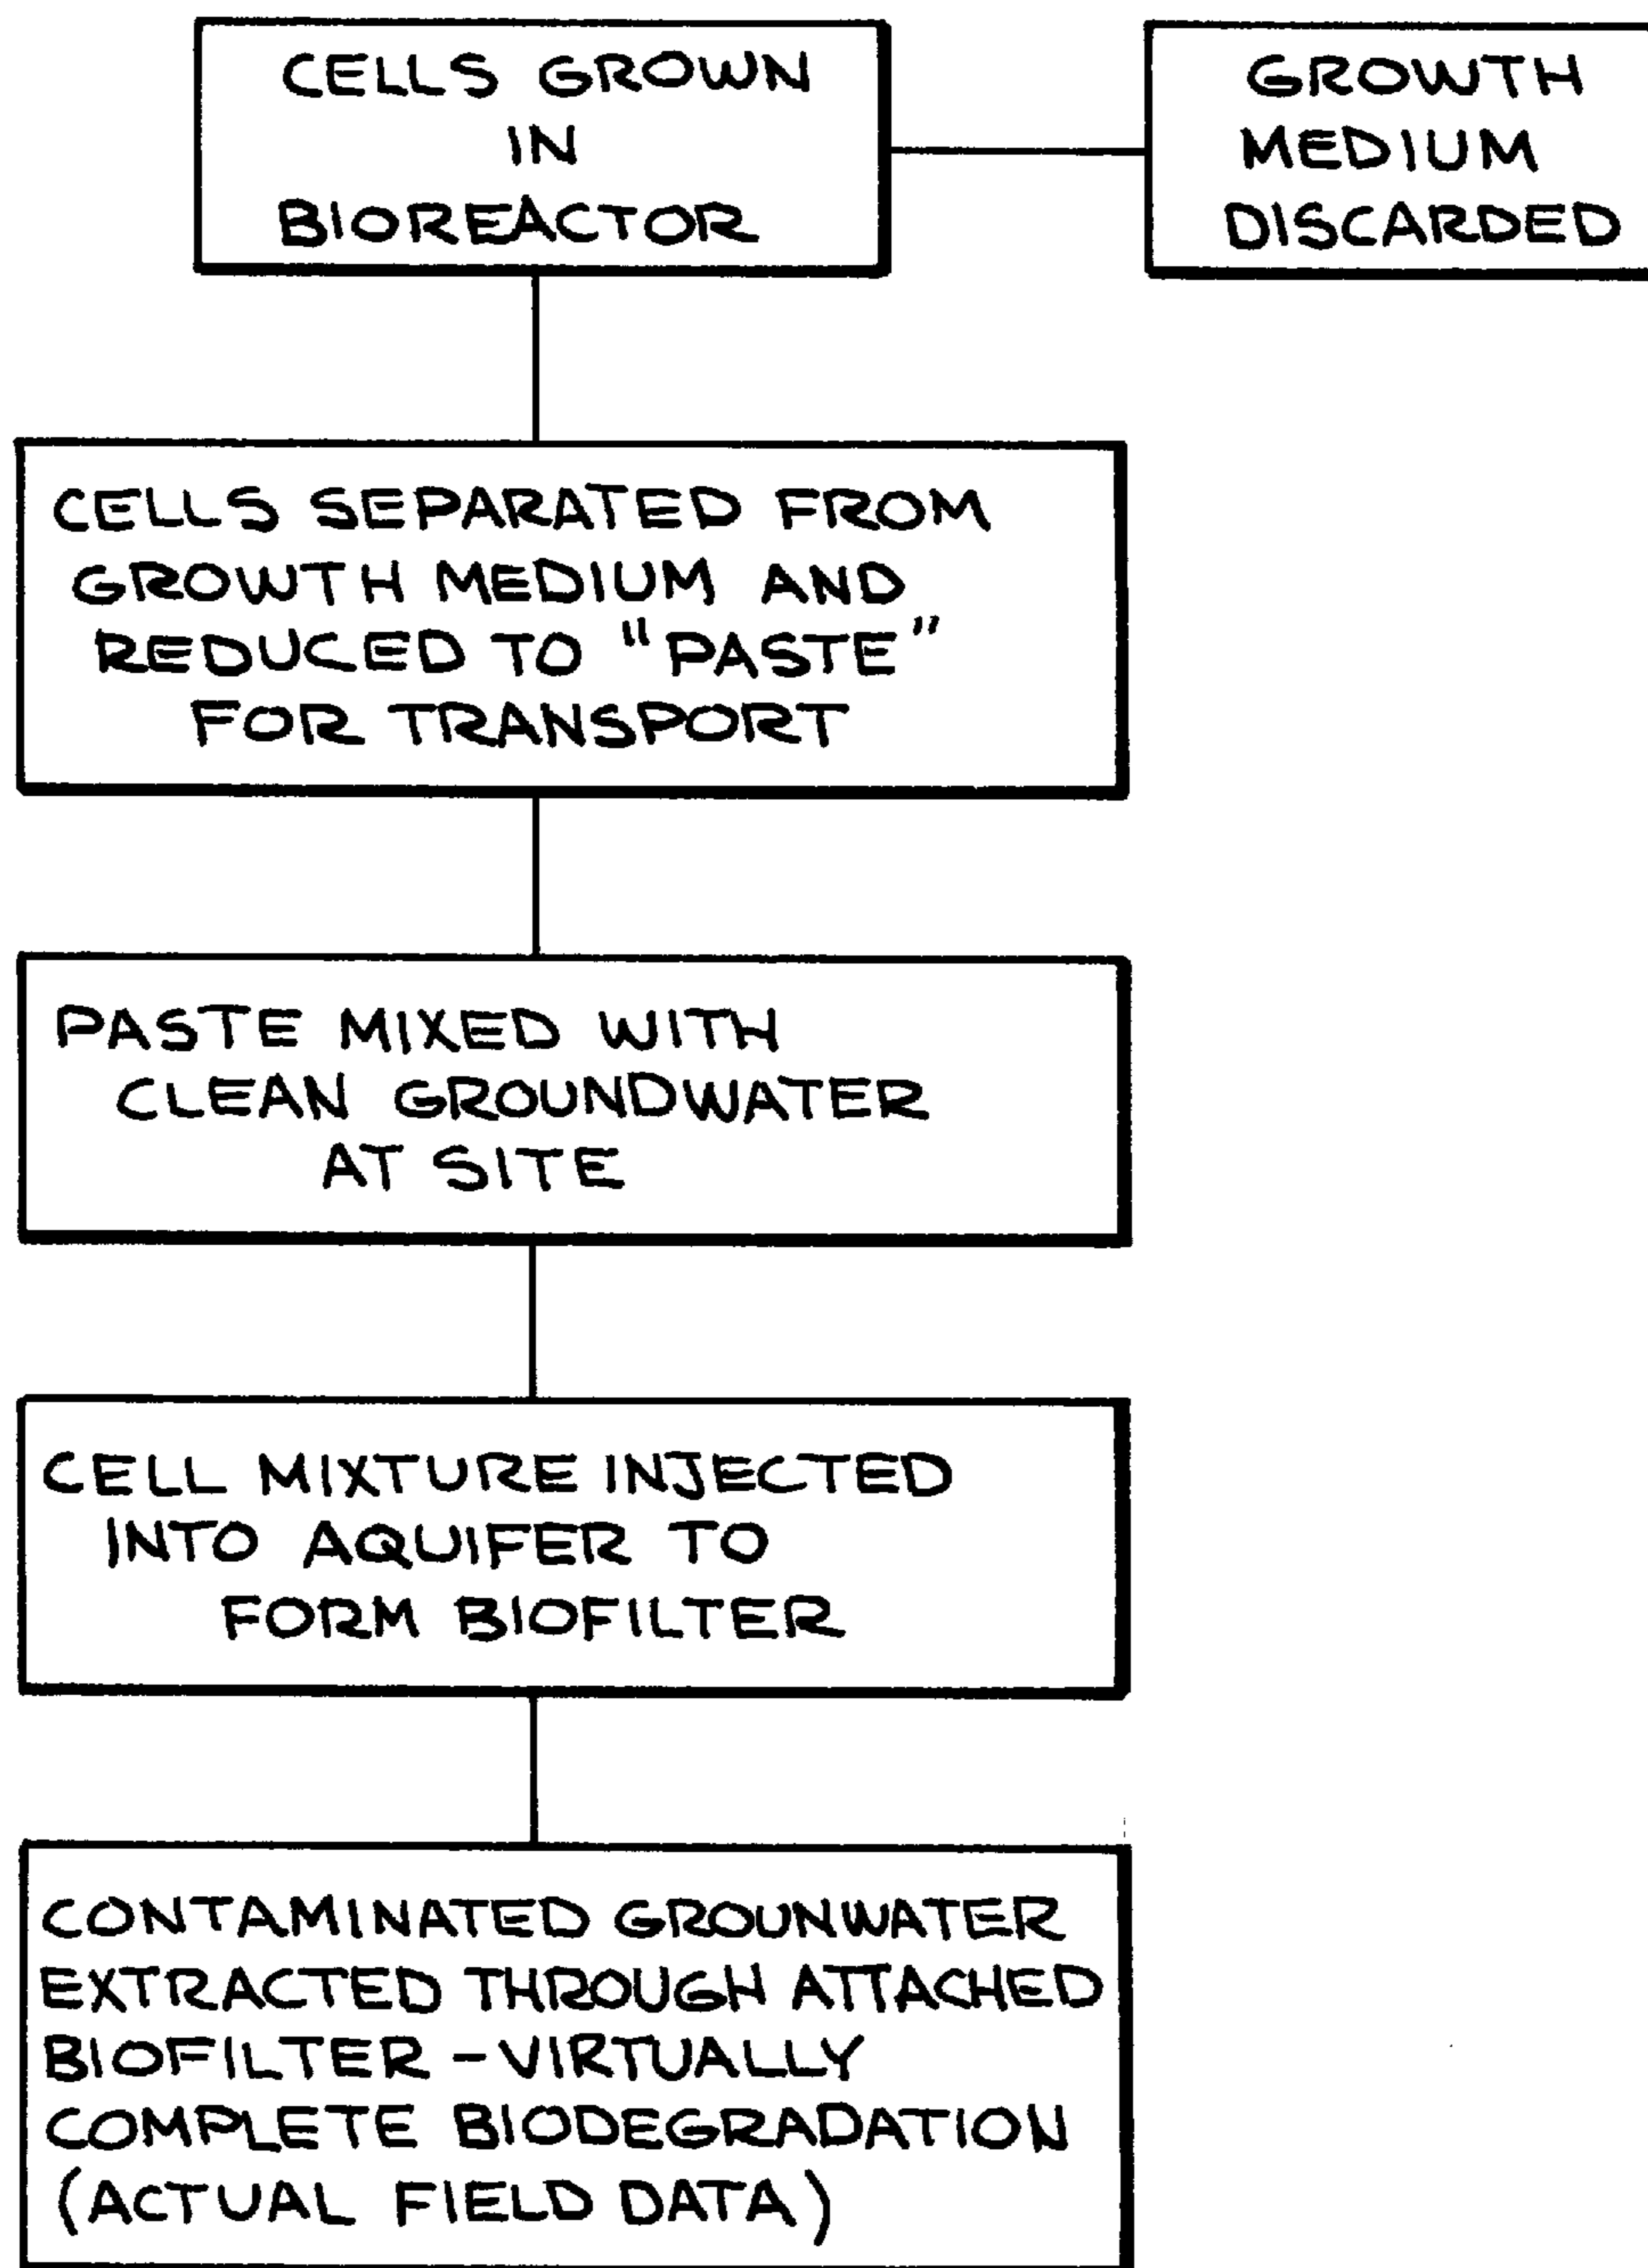 CELLS GROWN
IN
BIOREACTOR
GROWTH
MEDIUM
DISCARDED
CELLS SEPARATED FROM
GROWTH MEDIUM AND
REDUCED TO "PASTE"
FOR TRANSPORT
PASTE MIXED WITH
CLEAN GROUNDWATER
AT SITE
CELL MIXTURE INJECTED
INTO AQUIFER TO
FORM BIOFILTER
CONTAMINATED GROUNWATER
EXTRACTED THROUGH ATTACHED
BIOFILTER - VIRTUALLY
COMPLETE BIODEGRADATION
(ACTUAL FIELD DATA)